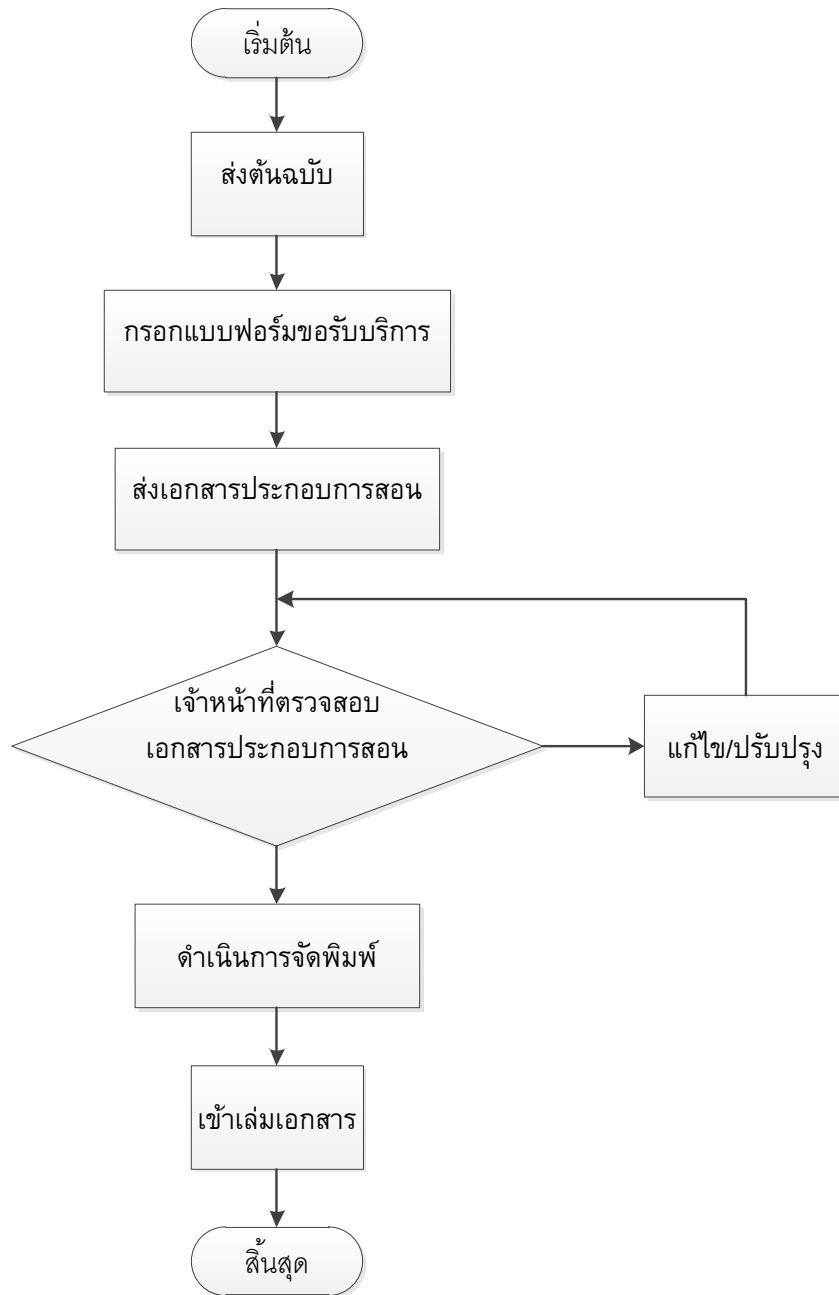 เริ่มต้น
ส่งต้นฉบับ
กรอกแบบฟอร์มขอรับบริการ
ส่งเอกสารประกอบการสอน
เจ้าหน้าที่ตรวจสอบ
เอกสารประกอบการสอน
แก้ไข/ปรับปรุง
ดำเนินการจัดพิมพ์
เข้าเล่มเอกสาร
สิ้นสุด